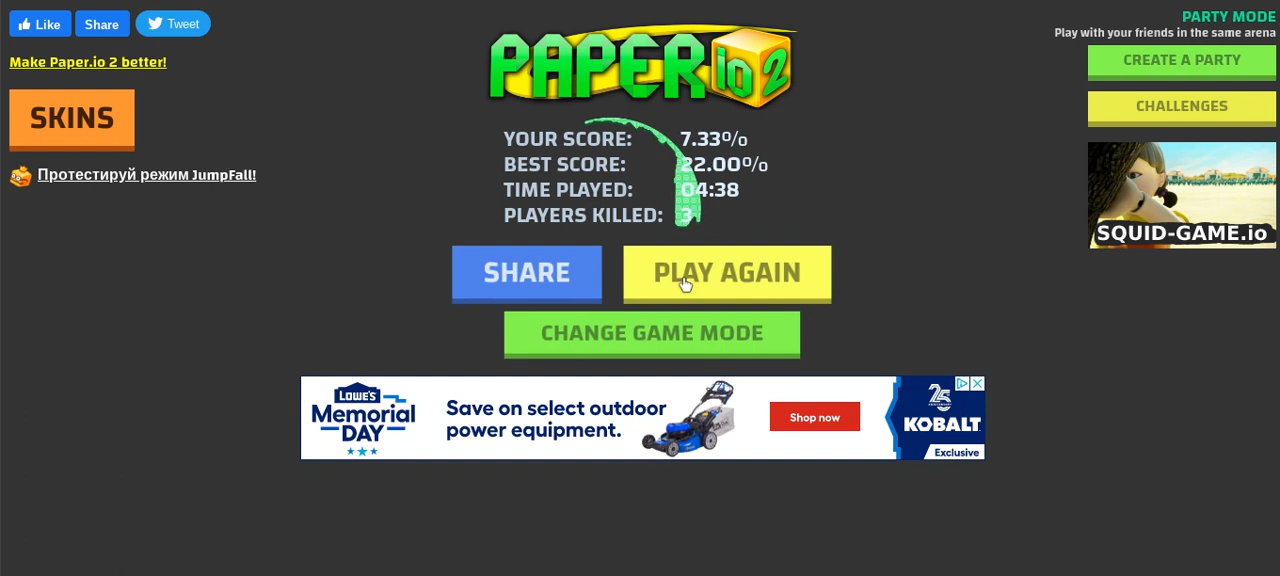 Like Share Tweet
Make Paper.io 2 better!
SKINS
Протестируй режим JumpFall!
PAPER io 2
YOUR SCORE: 7.33%
BEST SCORE: 22.00%
TIME PLAYED: 04:38
PLAYERS KILLED: 3
SHARE
PLAY AGAIN
CHANGE GAME MODE
PARTY MODE
Play with your friends in the same arena
CREATE A PARTY
CHALLENGES
SQUID-GAME.io
LOWE'S
Memorial
DAY
Save on select outdoor
power equipment.
Shop now
25
KOBALT
Exclusive